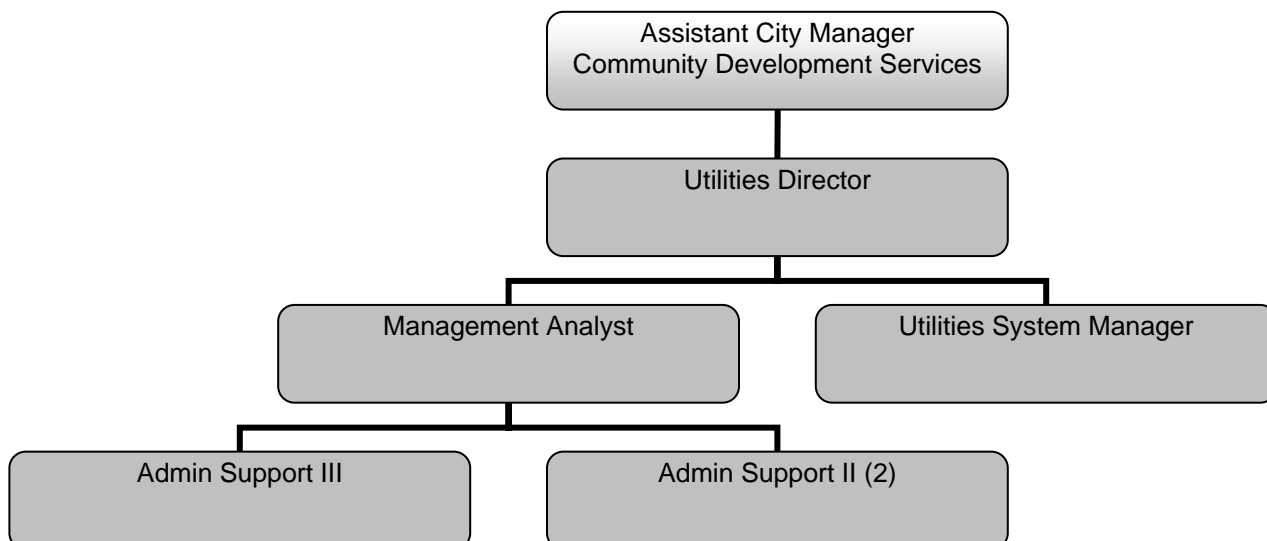 Assistant City Manager
Community Development Services
Utilities Director
Management Analyst
Utilities System Manager
Admin Support III
Admin Support II (2)